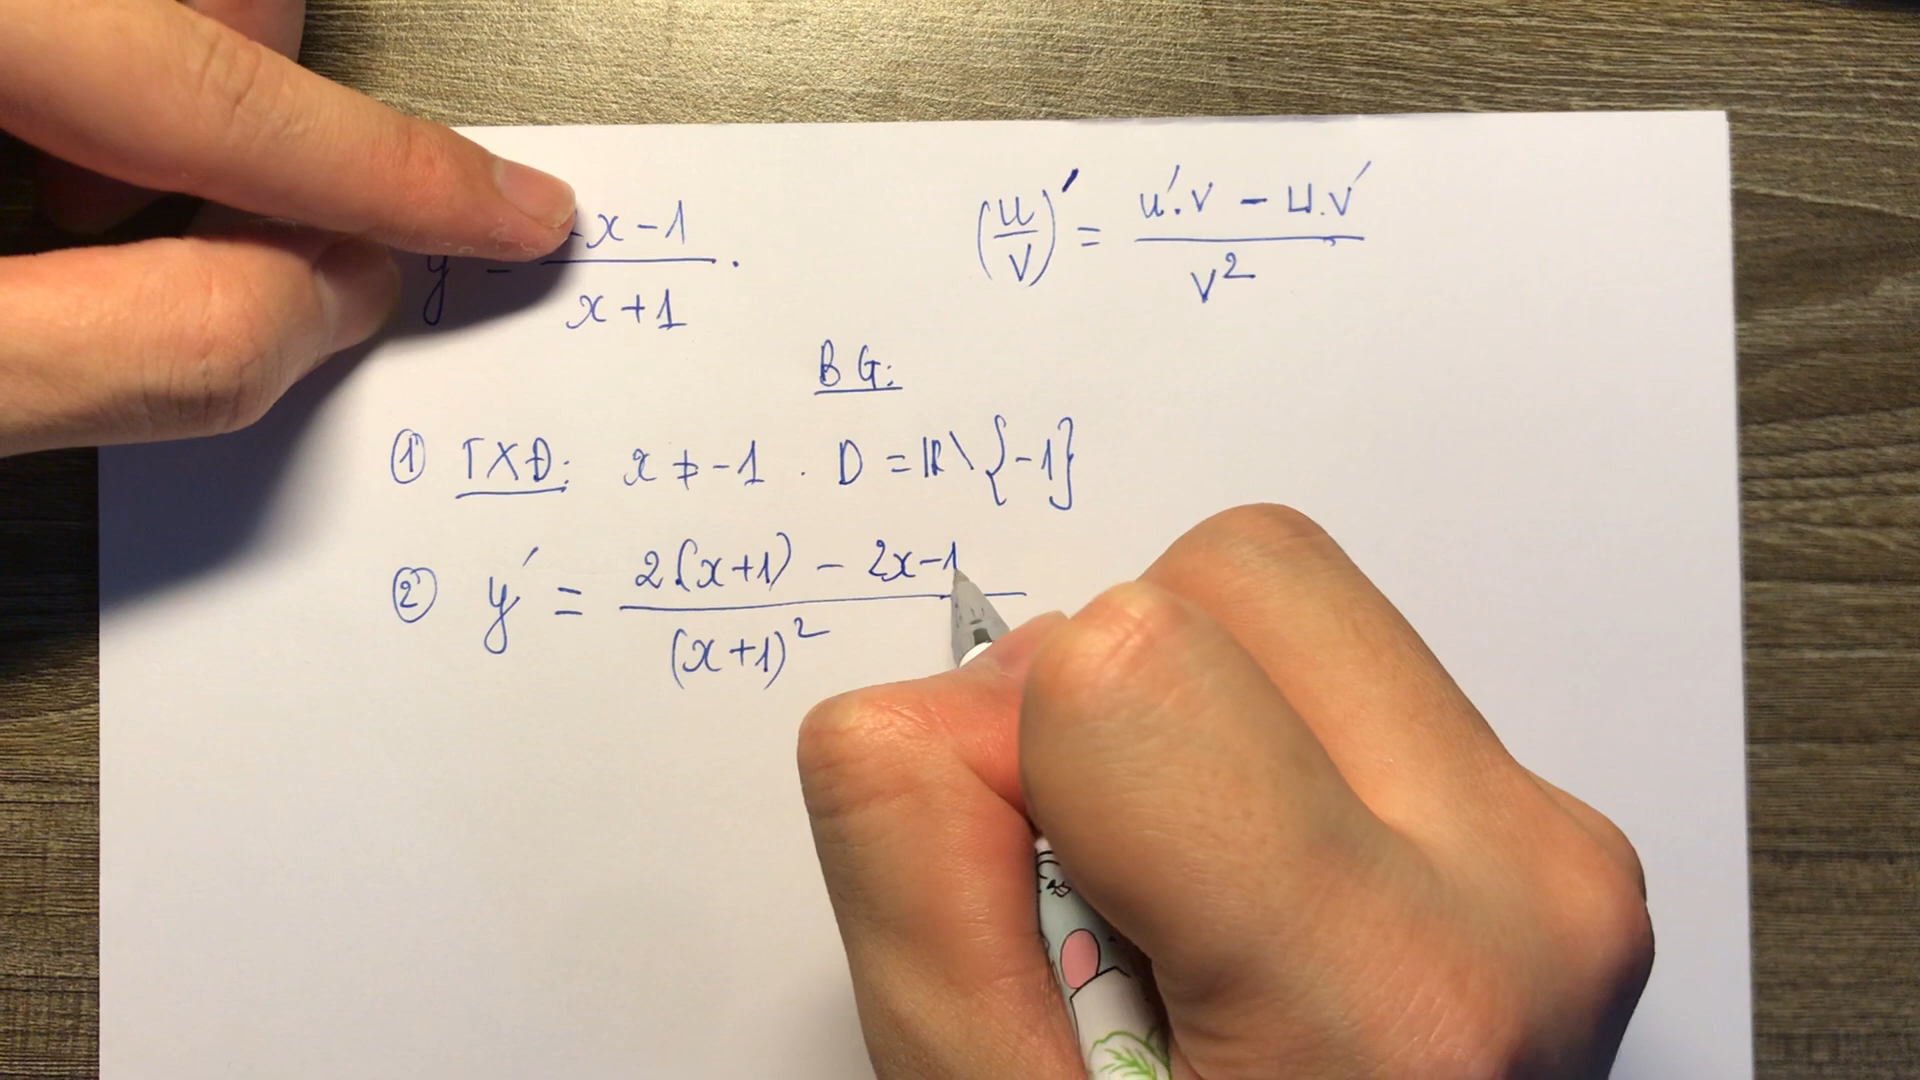 y = x - 1 / x + 1 .
(u/v)' = u'.v - u.v' / v²
BG:
① TXĐ: x ≠ -1 . D = ℝ \ {-1}
② y' = 2.(x+1) - 2x-1 / (x+1)²